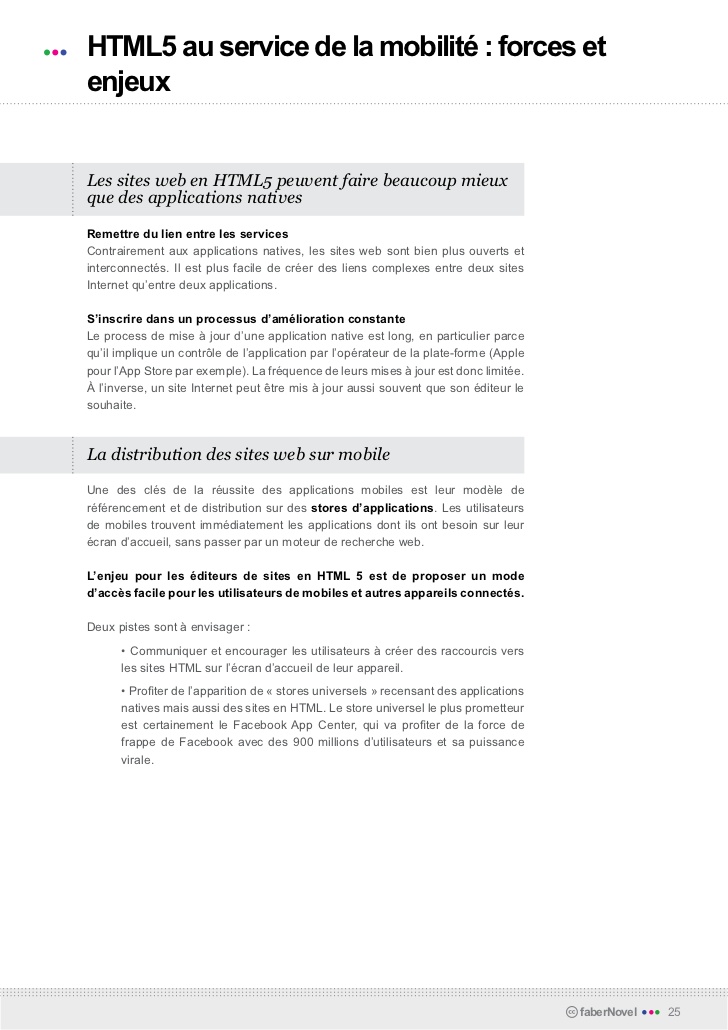 HTML5 au service de la mobilité : forces et
enjeux
Les sites web en HTML5 peuvent faire beaucoup mieux
que des applications natives
Remettre du lien entre les services
Contrairement aux applications natives, les sites web sont bien plus ouverts et
interconnectés. Il est plus facile de créer des liens complexes entre deux sites
Internet qu’entre deux applications.
S’inscrire dans un processus d’amélioration constante
Le process de mise à jour d’une application native est long, en particulier parce
qu’il implique un contrôle de l’application par l’opérateur de la plate-forme (Apple
pour l’App Store par exemple). La fréquence de leurs mises à jour est donc limitée.
À l’inverse, un site Internet peut être mis à jour aussi souvent que son éditeur le
souhaite.
La distribution des sites web sur mobile
Une des clés de la réussite des applications mobiles est leur modèle de
référencement et de distribution sur des stores d’applications. Les utilisateurs
de mobiles trouvent immédiatement les applications dont ils ont besoin sur leur
écran d’accueil, sans passer par un moteur de recherche web.
L’enjeu pour les éditeurs de sites en HTML 5 est de proposer un mode
d’accès facile pour les utilisateurs de mobiles et autres appareils connectés.
Deux pistes sont à envisager :
• Communiquer et encourager les utilisateurs à créer des raccourcis vers
les sites HTML sur l’écran d’accueil de leur appareil.
• Profiter de l’apparition de « stores universels » recensant des applications
natives mais aussi des sites en HTML. Le store universel le plus prometteur
est certainement le Facebook App Center, qui va profiter de la force de
frappe de Facebook avec des 900 millions d’utilisateurs et sa puissance
virale.
cc faberNovel 25